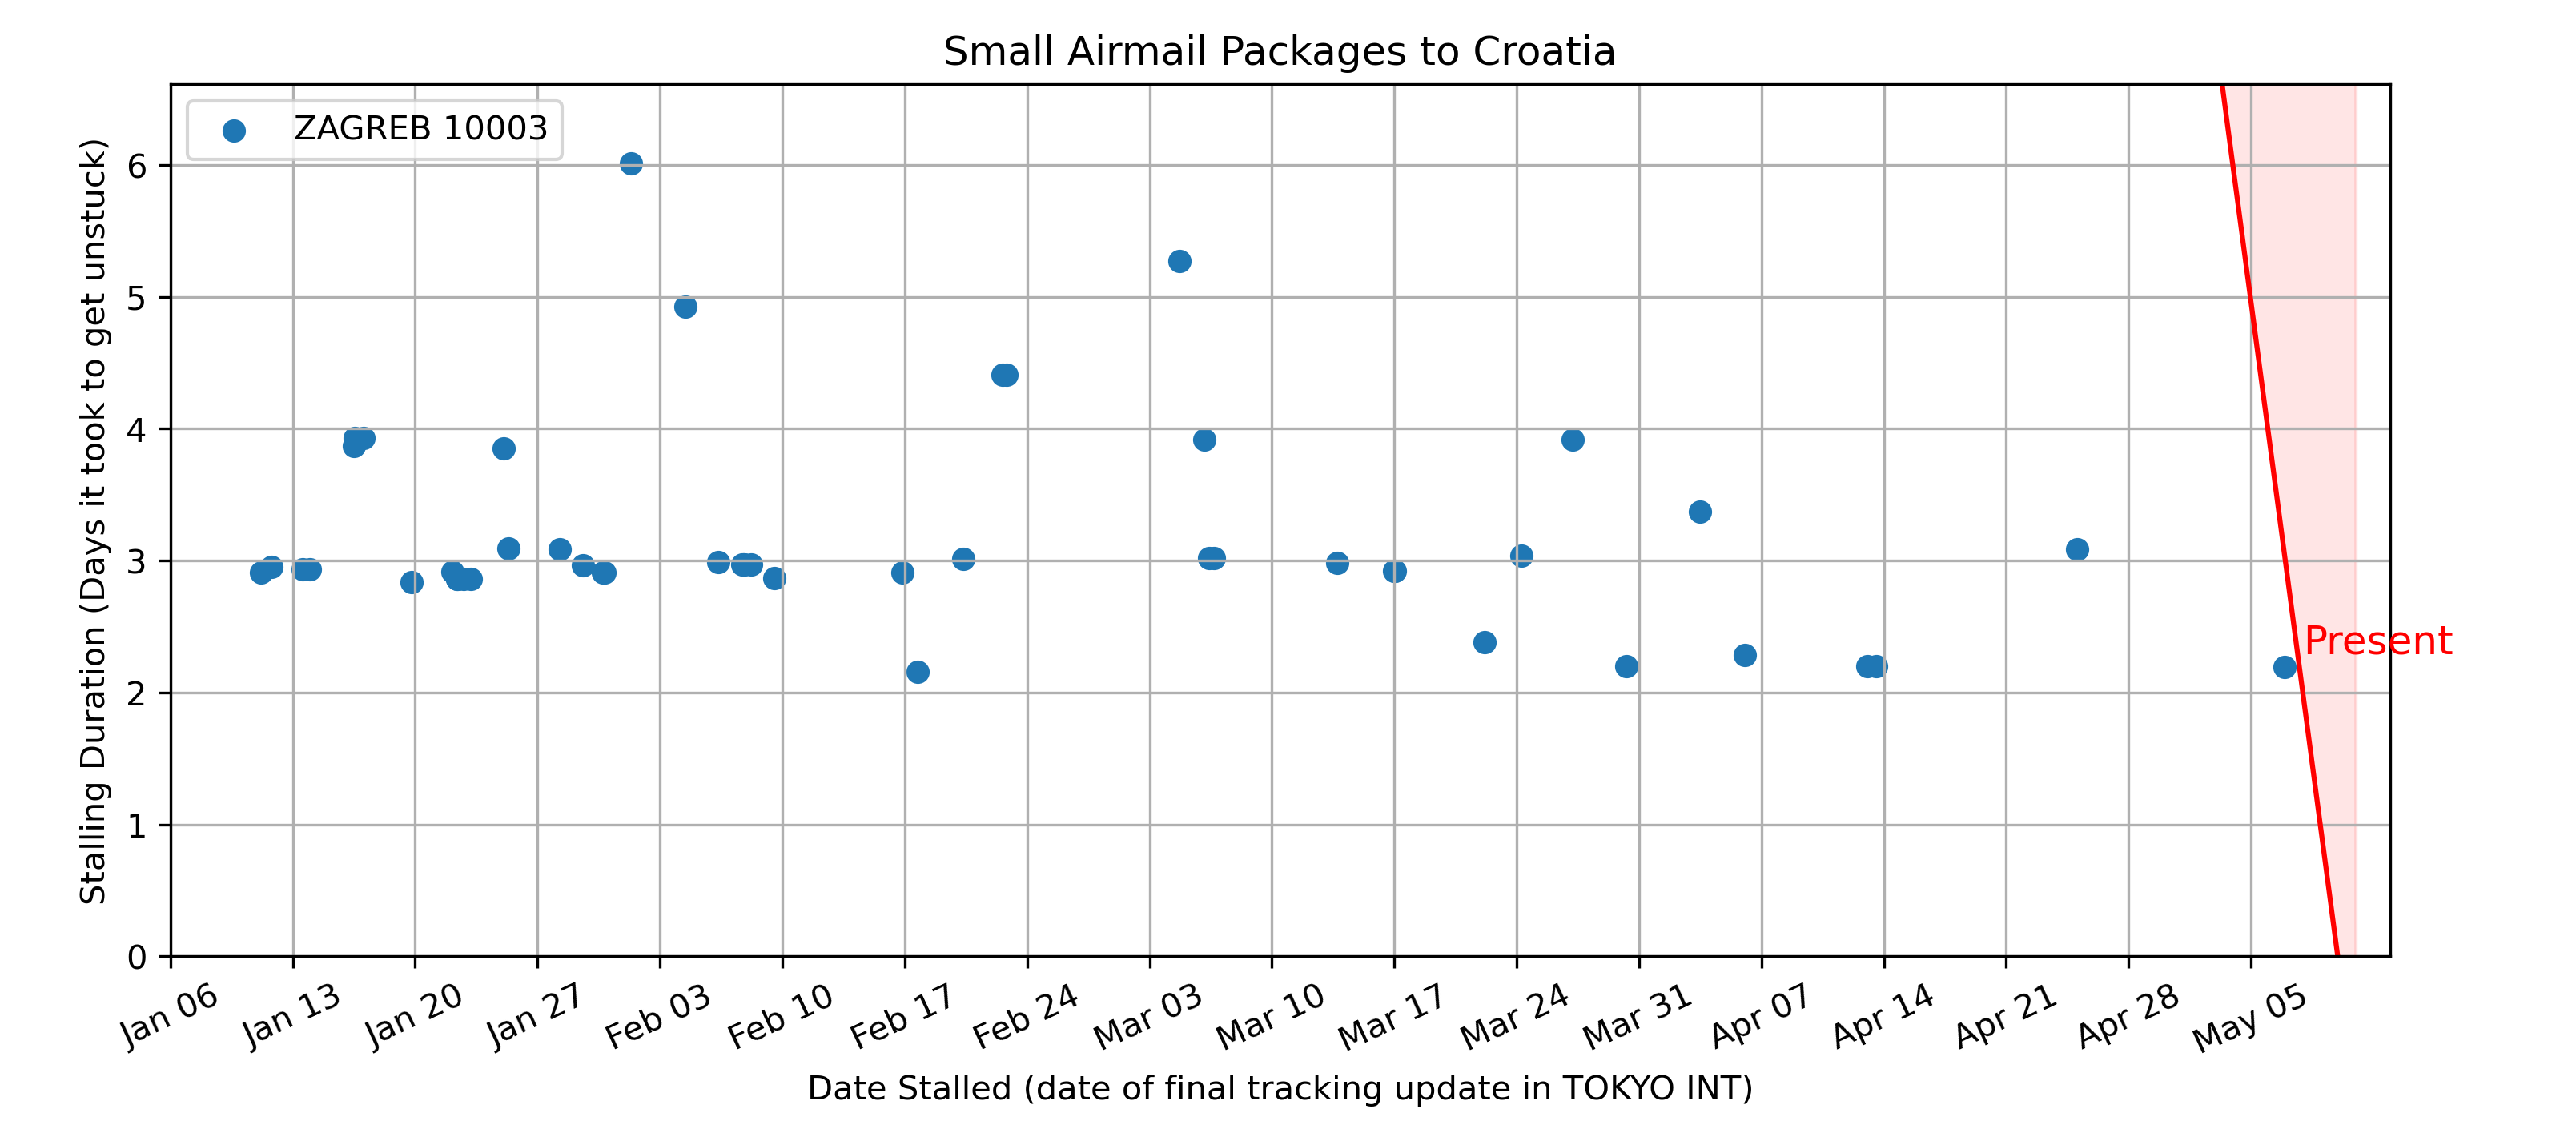 Small Airmail Packages to Croatia
ZAGREB 10003
Stalling Duration (Days it took to get unstuck)
6
5
4
3
2
1
0
Present
Jan 06
Jan 13
Jan 20
Jan 27
Feb 03
Feb 10
Feb 17
Feb 24
Mar 03
Mar 10
Mar 17
Mar 24
Mar 31
Apr 07
Apr 14
Apr 21
Apr 28
May 05
Date Stalled (date of final tracking update in TOKYO INT)